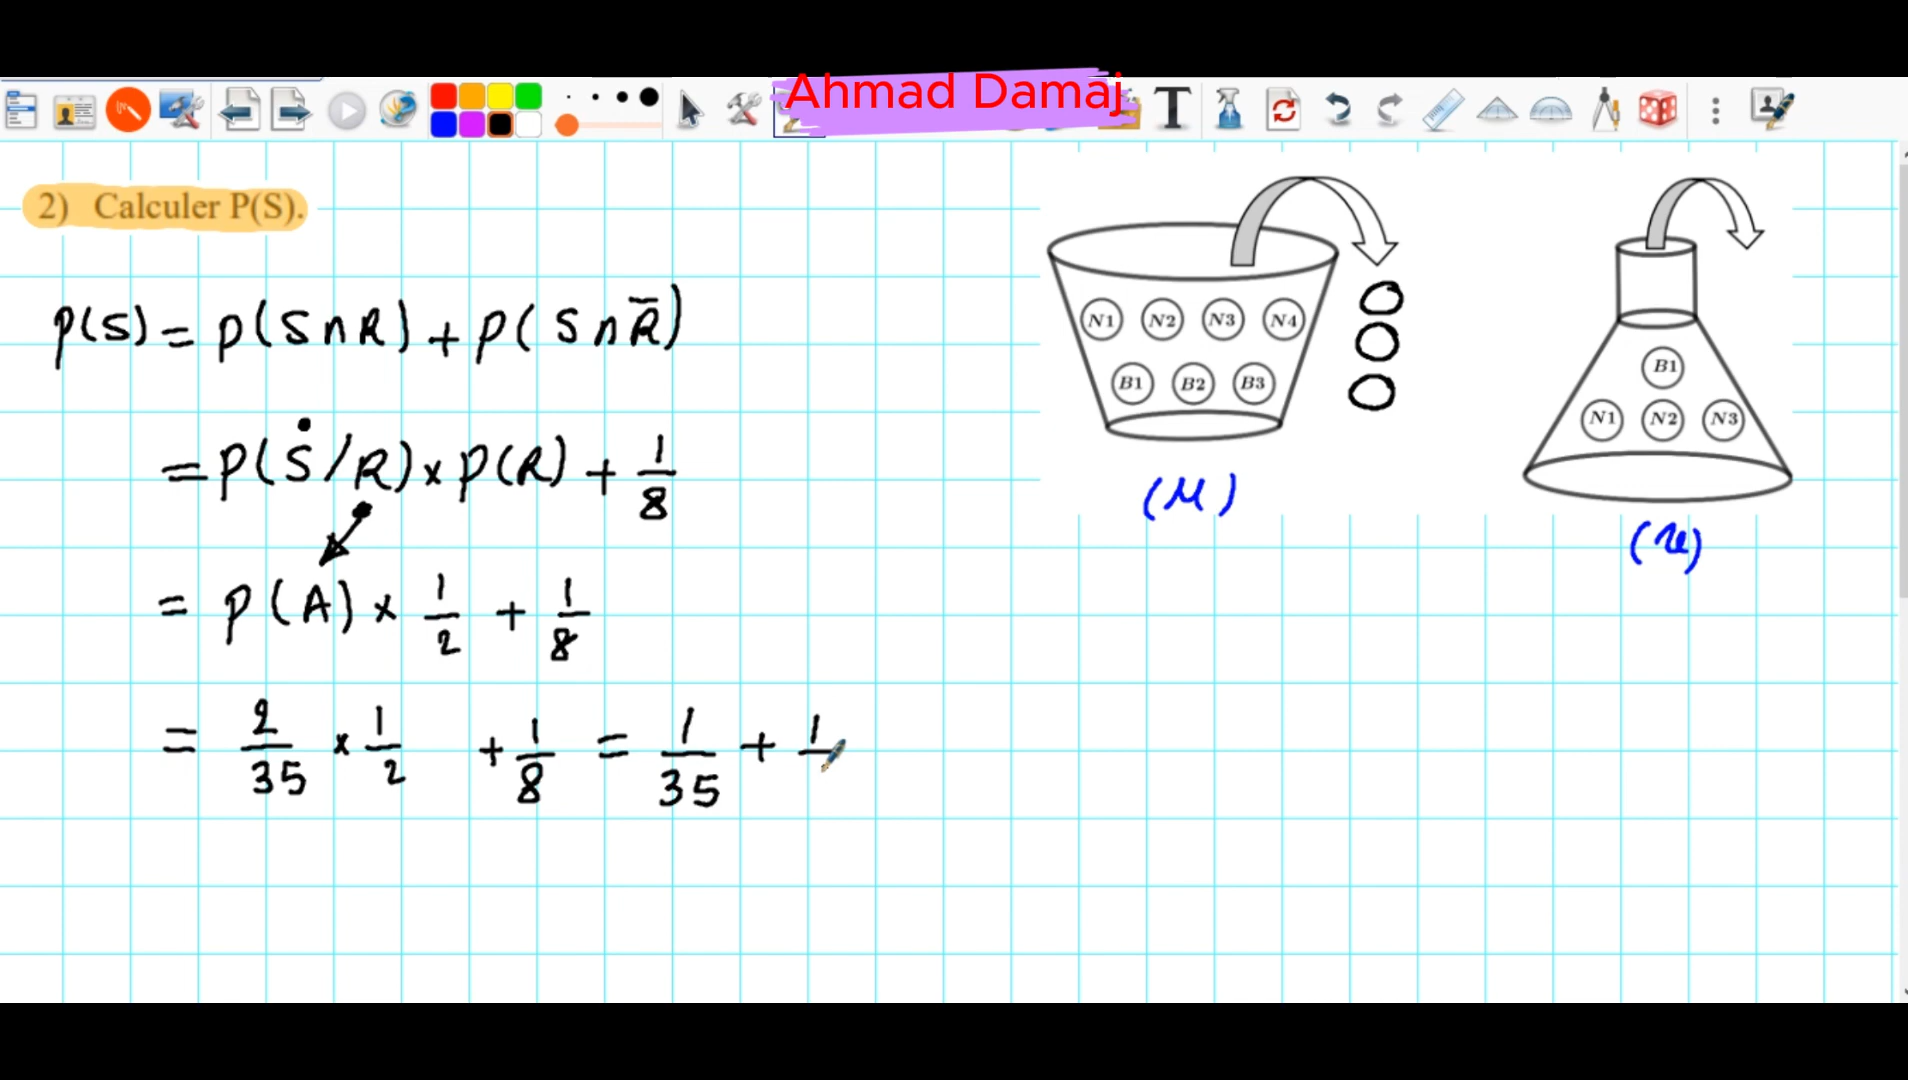 Ahmad Damaj
T
2) Calculer P(S).
P(S) = P(S∩R) + P(S∩R̄)
= P(S/R) × P(R) + 1/8
= P(A) × 1/2 + 1/8
= 2/35 × 1/2 + 1/8 = 1/35 + 1/
N1 N2 N3 N4
B1 B2 B3
B1
N1 N2 N3